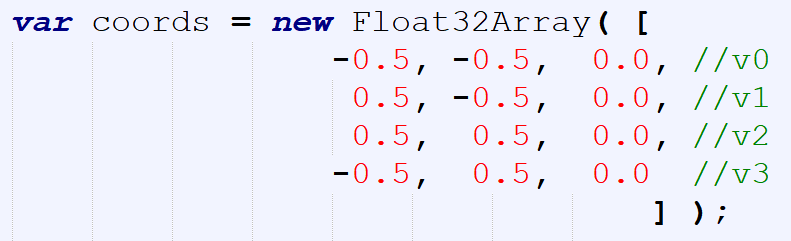 var coords = new Float32Array( [
-0.5, -0.5, 0.0, //v0
0.5, -0.5, 0.0, //v1
0.5, 0.5, 0.0, //v2
-0.5, 0.5, 0.0 //v3
] );